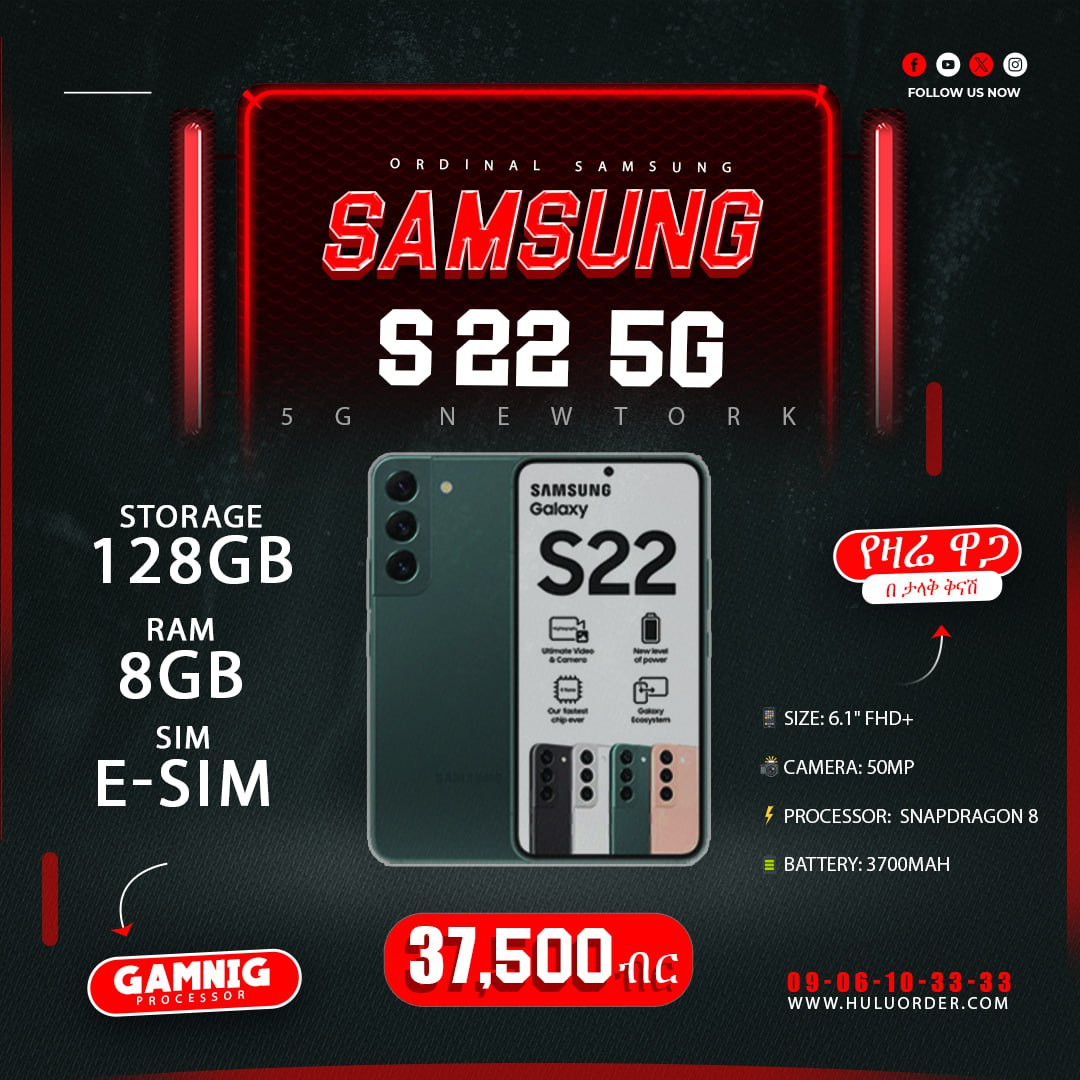 FOLLOW US NOW
ORDINAL SAMSUNG
SAMSUNG
S 22 5G
5G NEWTORK
STORAGE
128GB
RAM
8GB
SIM
E-SIM
SAMSUNG
Galaxy
S22
Ultimate Video
& Camera
New level
of power
Our fastest
chip ever
Galaxy
Ecosystem
SAMSUNG
የዛሬ ዋጋ
በ ታላቅ ቅናሽ
SIZE: 6.1" FHD+
CAMERA: 50MP
PROCESSOR: SNAPDRAGON 8
BATTERY: 3700MAH
GAMNIG
PROCESSOR
37,500 ብር
09-06-10-33-33
WWW.HULUORDER.COM